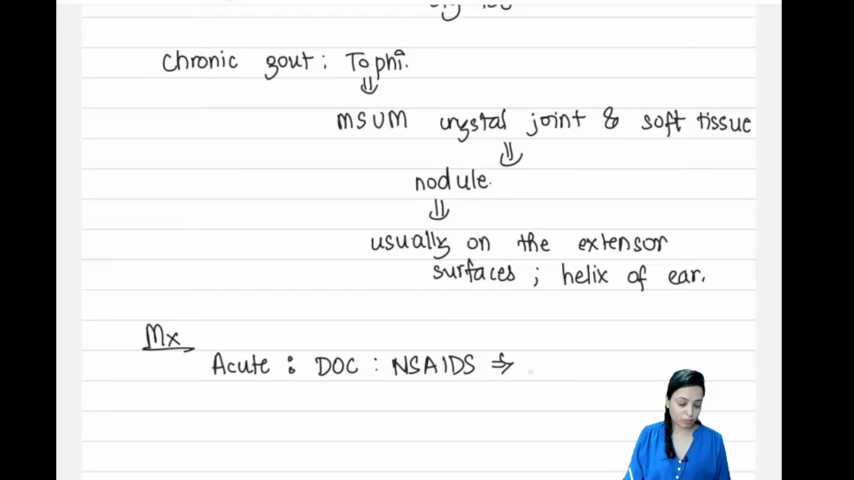 Chronic gout : Tophi.
⇓
MSUM crystal joint & soft tissue
⇓
nodule.
⇓
usually on the extensor
surfaces ; helix of ear.
Mx
Acute : DOC : NSAIDS ⇒